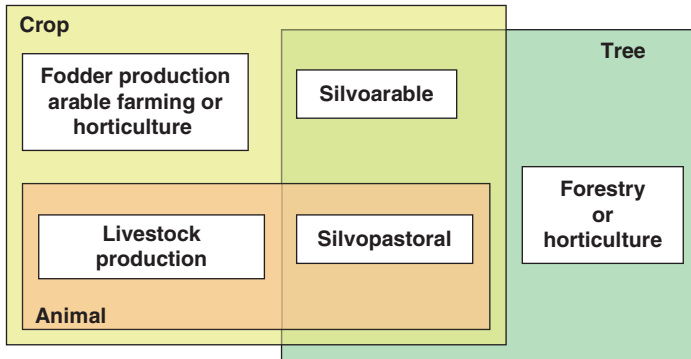 Crop
Tree
Fodder production
arable farming or
horticulture
Silvoarable
Forestry
or
horticulture
Livestock
production
Silvopastoral
Animal